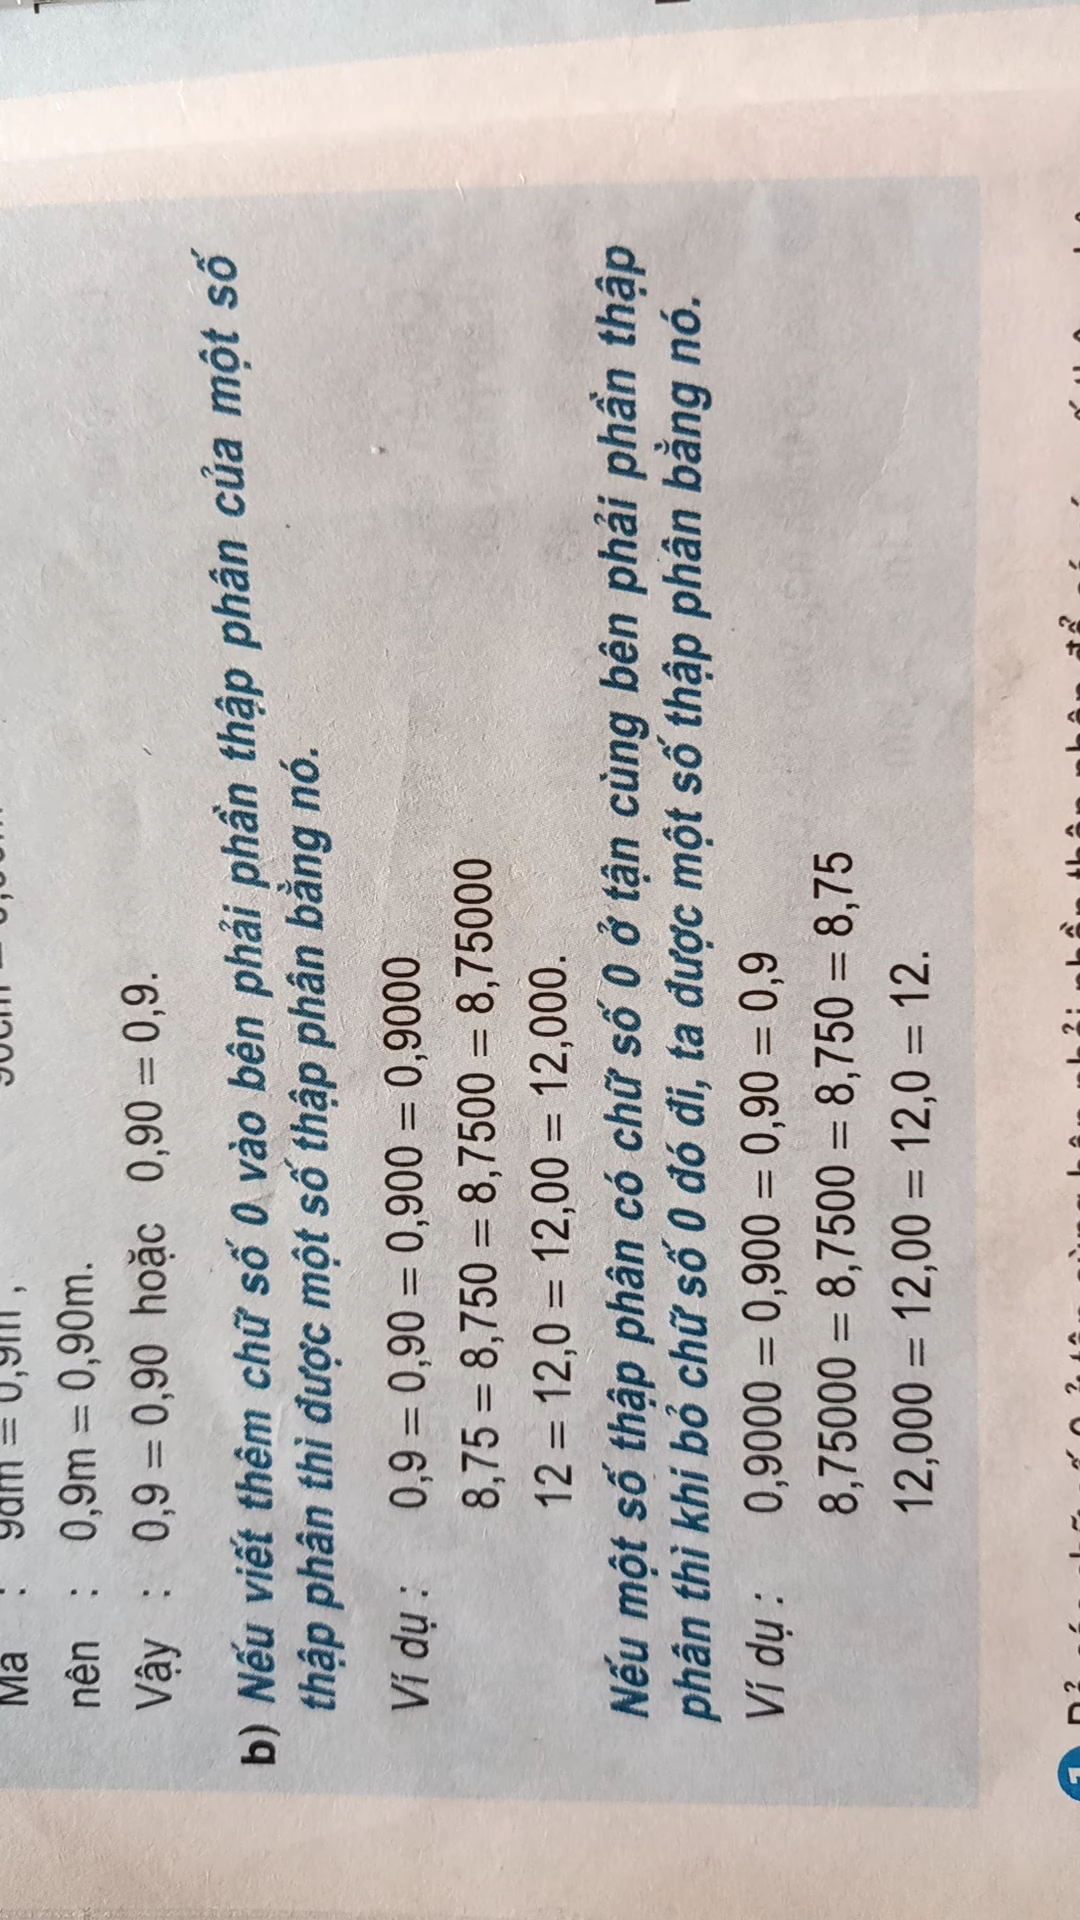 Mà : 9dm = 0,9m ;
nên : 0,9m = 0,90m.
Vậy : 0,9 = 0,90 hoặc 0,90 = 0,9.
b) Nếu viết thêm chữ số 0 vào bên phải phần thập phân của một số
thập phân thì được một số thập phân bằng nó.
Ví dụ : 0,9 = 0,90 = 0,900 = 0,9000
8,75 = 8,750 = 8,7500 = 8,75000
12 = 12,0 = 12,00 = 12,000.
Nếu một số thập phân có chữ số 0 ở tận cùng bên phải phần thập
phân thì khi bỏ chữ số 0 đó đi, ta được một số thập phân bằng nó.
Ví dụ : 0,9000 = 0,900 = 0,90 = 0,9
8,75000 = 8,7500 = 8,750 = 8,75
12,000 = 12,00 = 12,0 = 12.